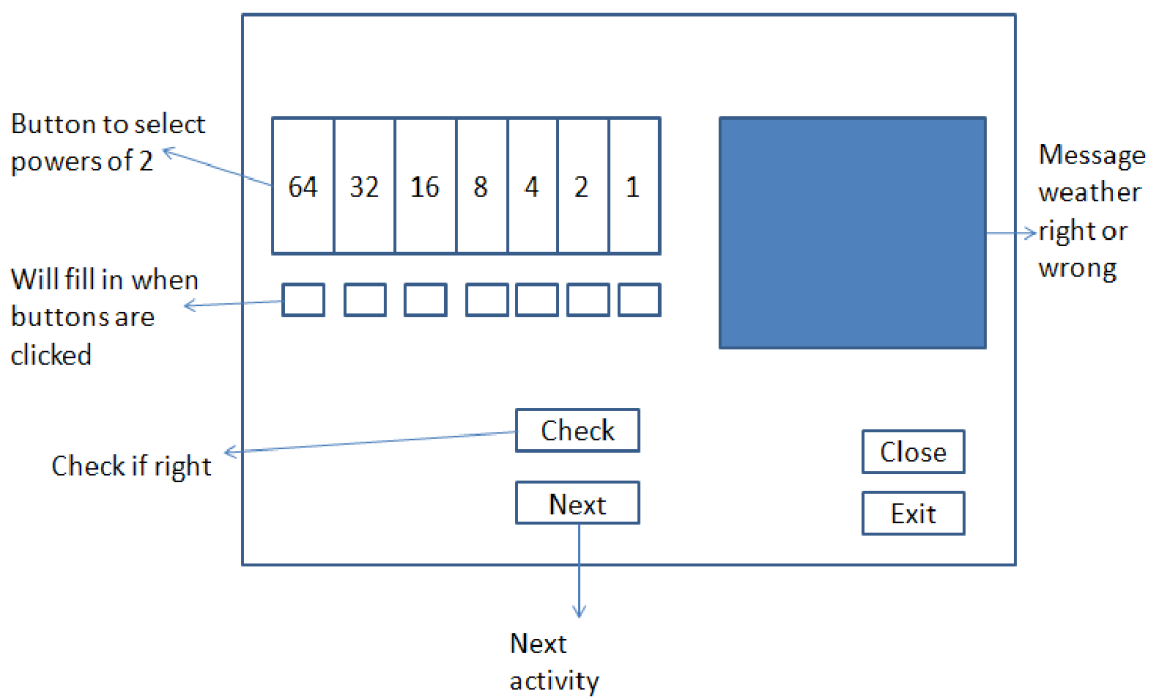 Button to select
powers of 2
64 32 16 8 4 2 1
Message
weather
right or
wrong
Will fill in when
buttons are
clicked
Check
Check if right
Close
Next
Exit
Next
activity